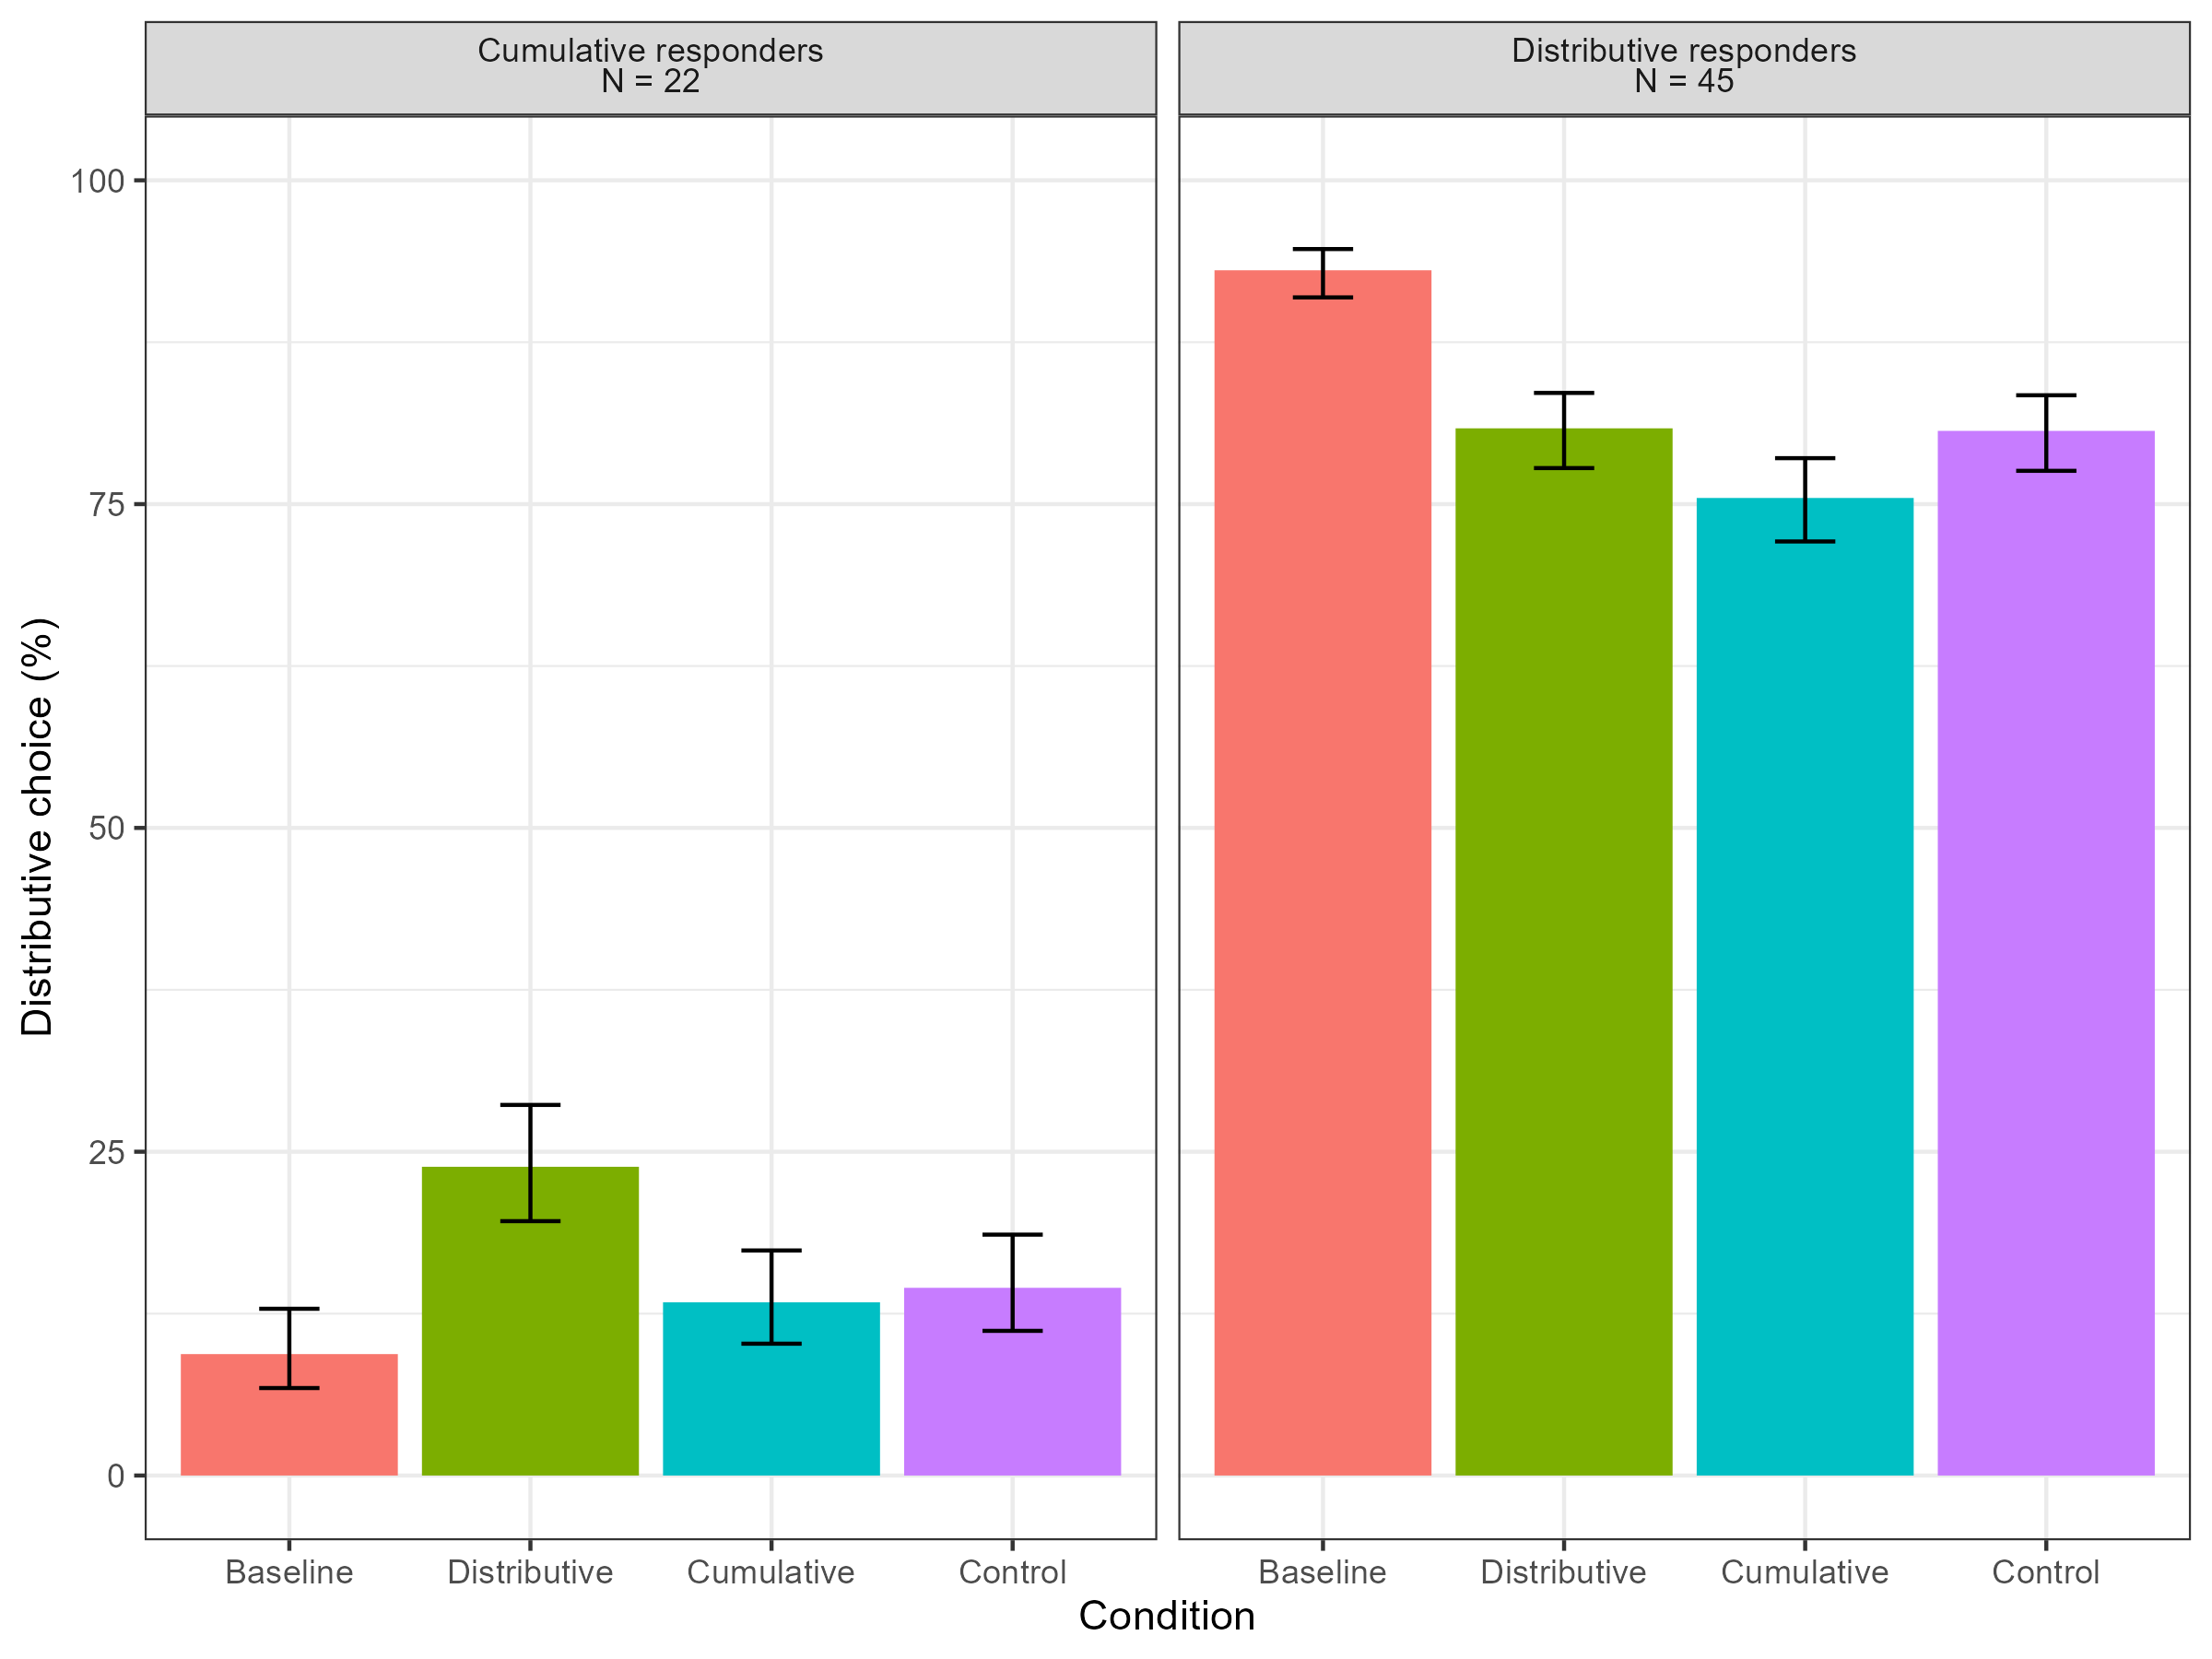 Cumulative responders
N = 22
Distributive responders
N = 45
Distributive choice (%)
100
75
50
25
0
Baseline
Distributive
Cumulative
Control
Baseline
Distributive
Cumulative
Control
Condition